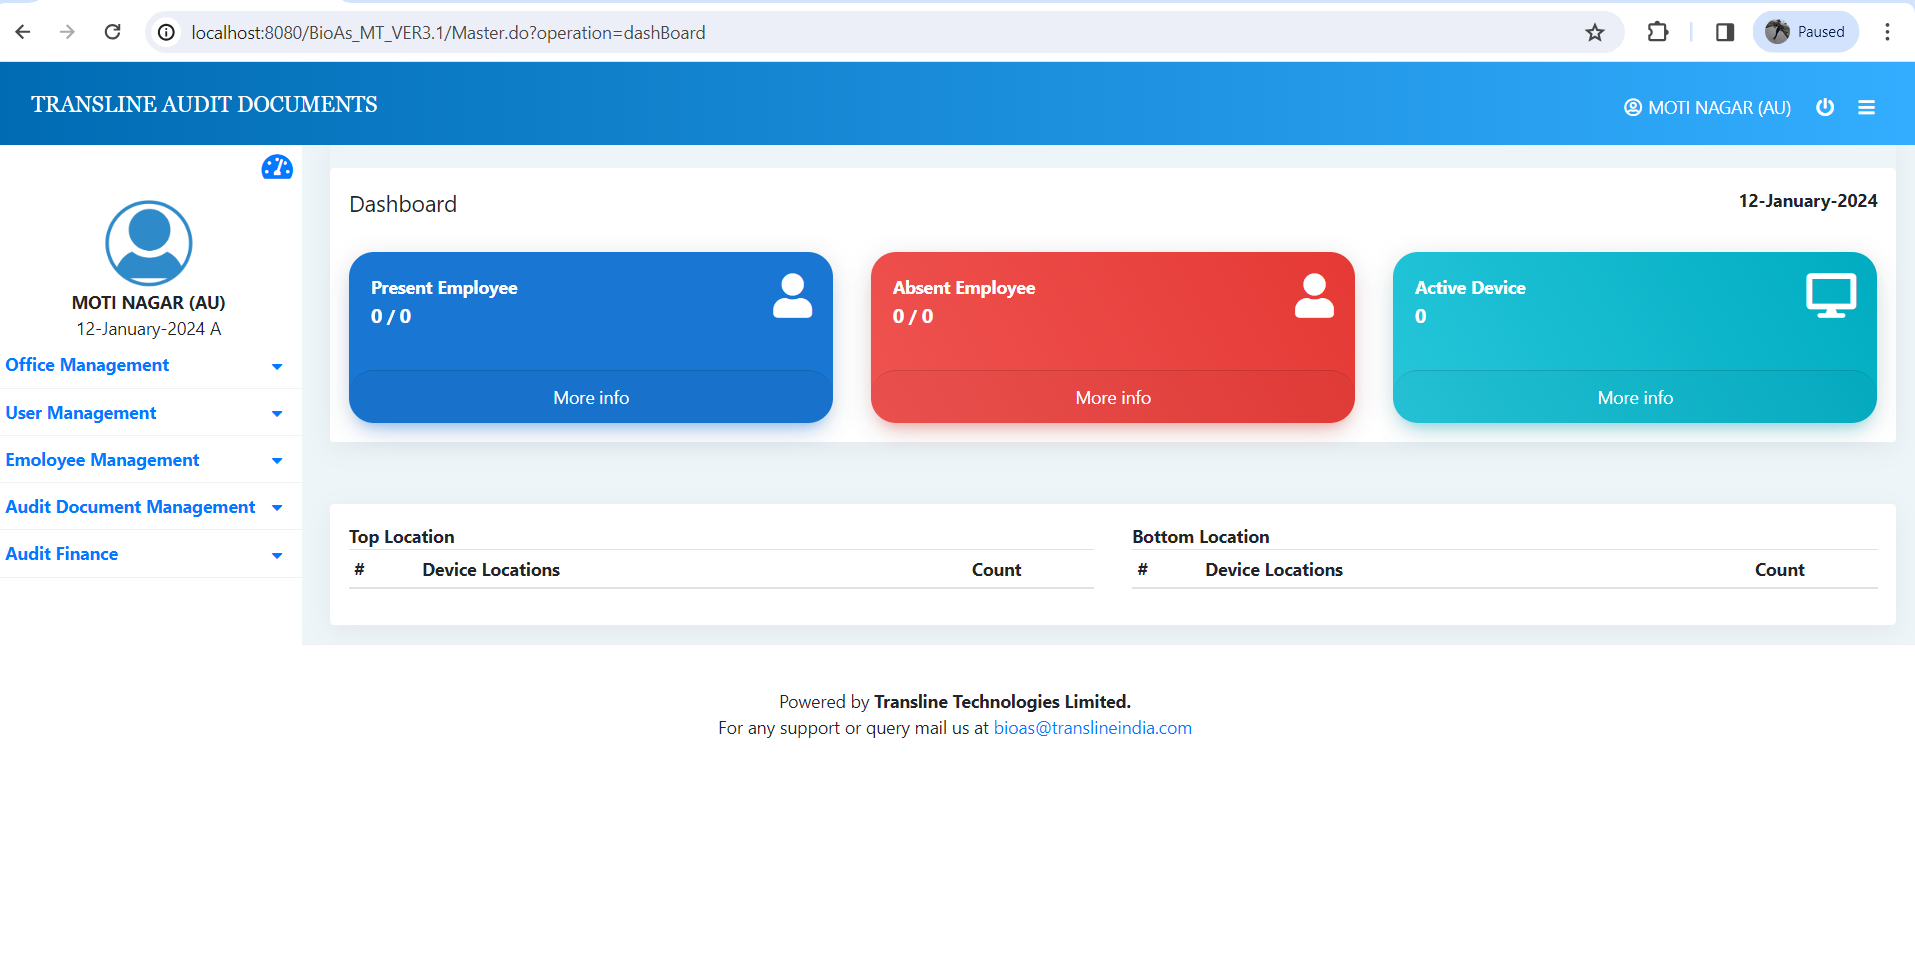 localhost:8080/BioAs_MT_VER3.1/Master.do?operation=dashBoard
Paused
TRANSLINE AUDIT DOCUMENTS
MOTI NAGAR (AU)
MOTI NAGAR (AU)
12-January-2024 A
Office Management
User Management
Emoloyee Management
Audit Document Management
Audit Finance
Dashboard
12-January-2024
Present Employee
0 / 0
More info
Absent Employee
0 / 0
More info
Active Device
0
More info
Top Location
# Device Locations Count
Bottom Location
# Device Locations Count
Powered by Transline Technologies Limited.
For any support or query mail us at bioas@translineindia.com